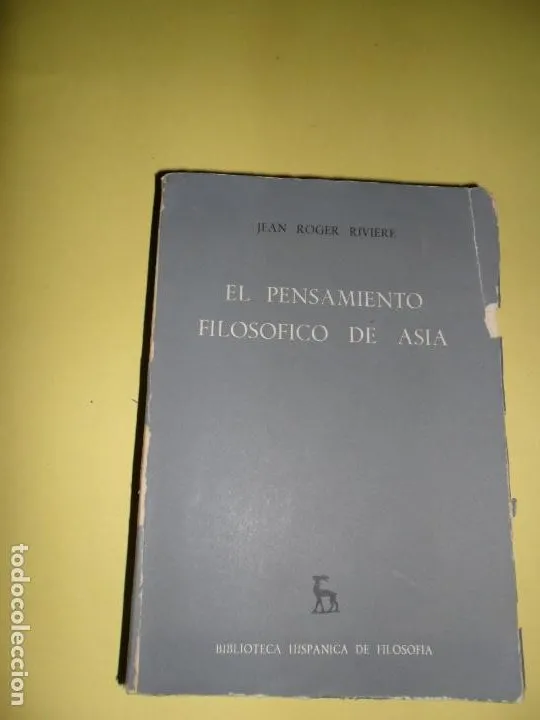 JEAN ROGER RIVIERE
EL PENSAMIENTO
FILOSOFICO DE ASIA
BIBLIOTECA HISPANICA DE FILOSOFIA
todocoleccion